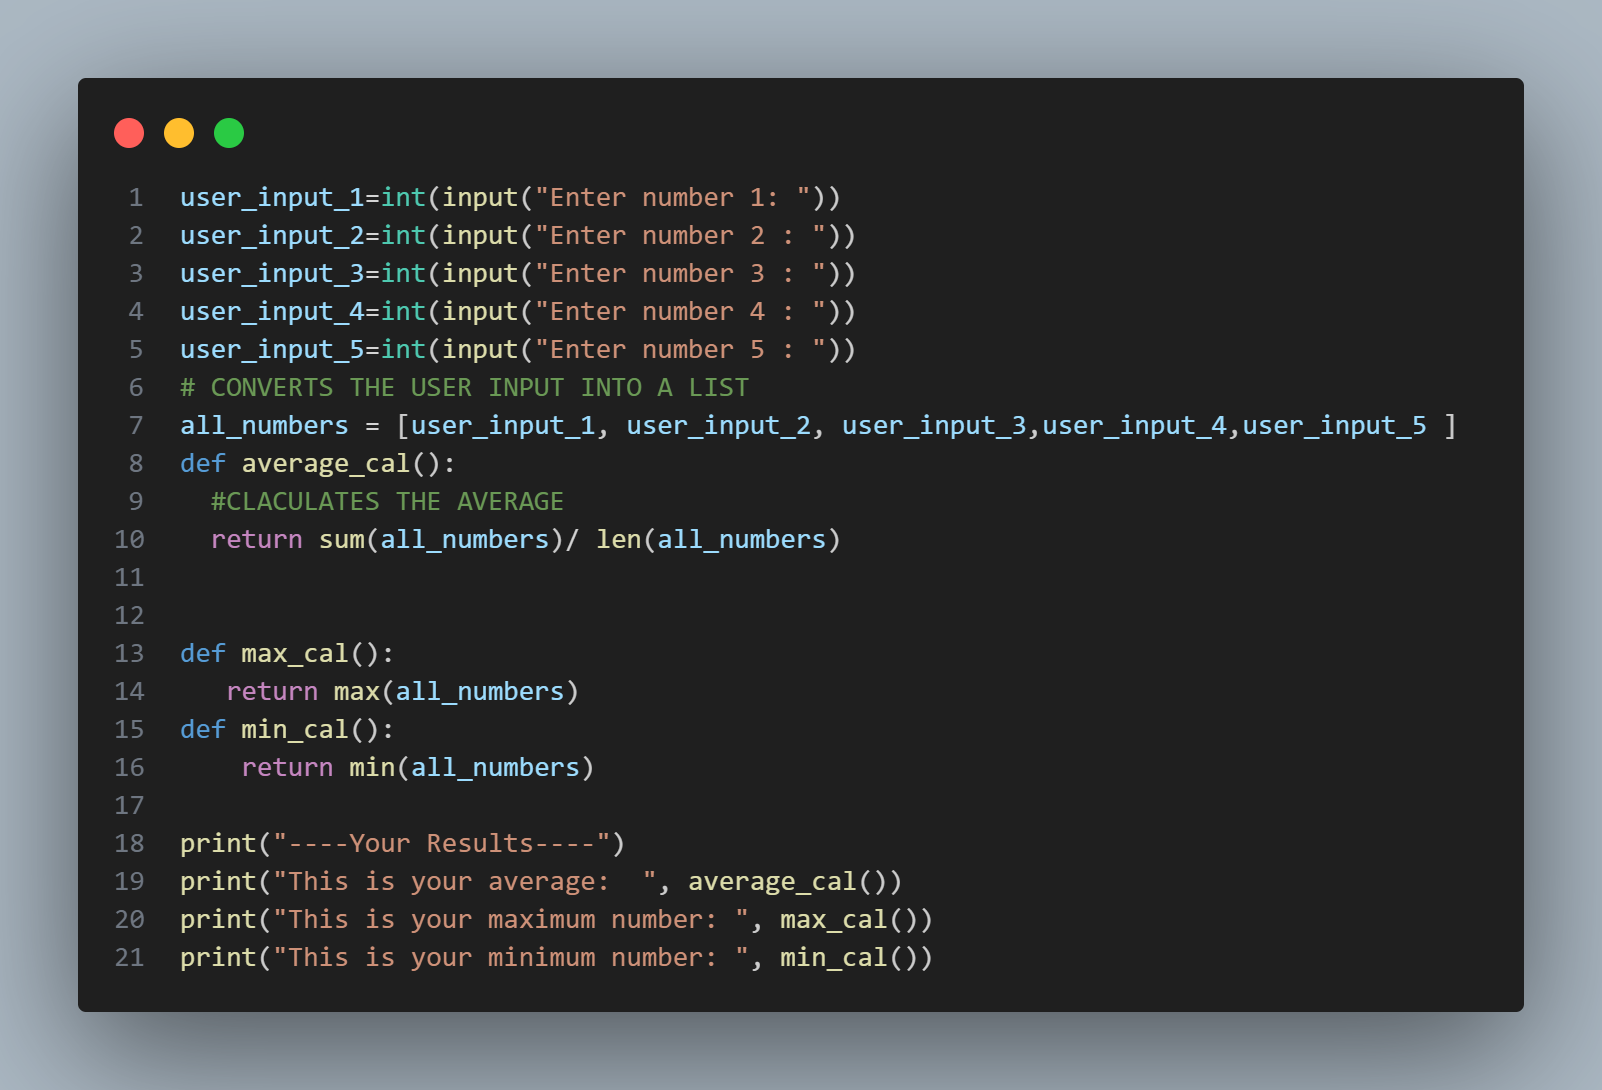 1 user_input_1=int(input("Enter number 1: "))
2 user_input_2=int(input("Enter number 2 : "))
3 user_input_3=int(input("Enter number 3 : "))
4 user_input_4=int(input("Enter number 4 : "))
5 user_input_5=int(input("Enter number 5 : "))
6 # CONVERTS THE USER INPUT INTO A LIST
7 all_numbers = [user_input_1, user_input_2, user_input_3,user_input_4,user_input_5 ]
8 def average_cal():
9   #CLACULATES THE AVERAGE
10   return sum(all_numbers)/ len(all_numbers)
11
12
13 def max_cal():
14    return max(all_numbers)
15 def min_cal():
16     return min(all_numbers)
17
18 print("----Your Results----")
19 print("This is your average:  ", average_cal())
20 print("This is your maximum number: ", max_cal())
21 print("This is your minimum number: ", min_cal())